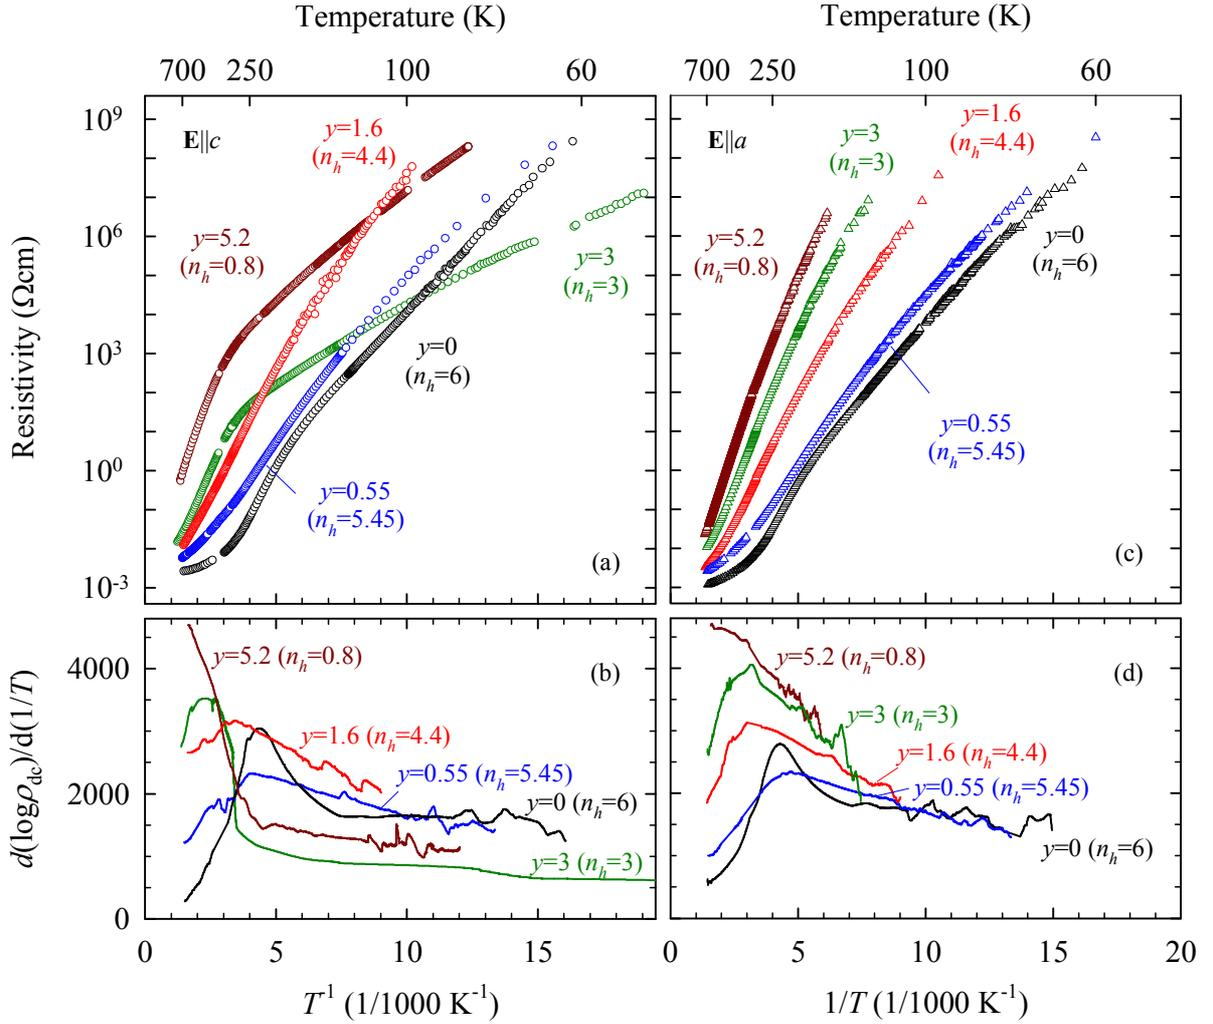 Temperature (K)
Temperature (K)
700 250 100 60
700 250 100 60
10^9
10^6
10^3
10^0
10^-3
Resistivity (Ωcm)
E||c
y=1.6
(n_h=4.4)
y=5.2
(n_h=0.8)
y=3
(n_h=3)
y=0
(n_h=6)
y=0.55
(n_h=5.45)
(a)
E||a
y=3
(n_h=3)
y=1.6
(n_h=4.4)
y=5.2
(n_h=0.8)
y=0
(n_h=6)
y=0.55
(n_h=5.45)
(c)
4000
2000
0
d(logρ_dc)/d(1/T)
y=5.2 (n_h=0.8)
(b)
y=1.6 (n_h=4.4)
y=0.55 (n_h=5.45)
y=0 (n_h=6)
y=3 (n_h=3)
y=5.2 (n_h=0.8)
(d)
y=3 (n_h=3)
y=1.6 (n_h=4.4)
y=0.55 (n_h=5.45)
y=0 (n_h=6)
0 5 10 15
0 5 10 15 20
T^-1 (1/1000 K^-1)
1/T (1/1000 K^-1)